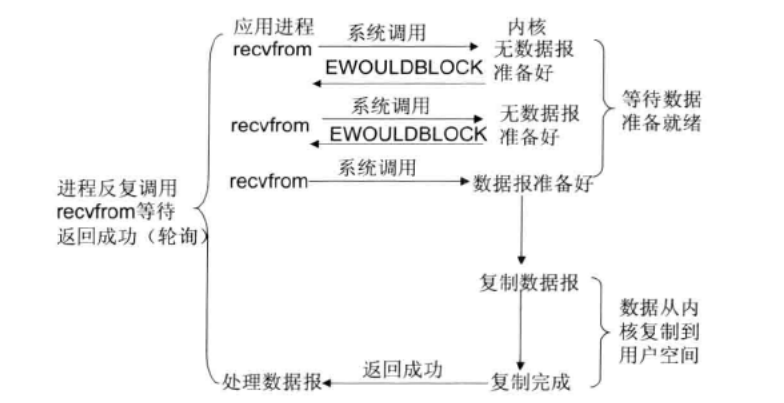 应用进程
系统调用
内核
recvfrom
无数据报
EWOULDBLOCK
准备好
系统调用
无数据报
recvfrom
EWOULDBLOCK
准备好
等待数据
准备就绪
系统调用
recvfrom
数据报准备好
进程反复调用
recvfrom等待
返回成功（轮询）
复制数据报
数据从内
核复制到
用户空间
返回成功
处理数据报
复制完成